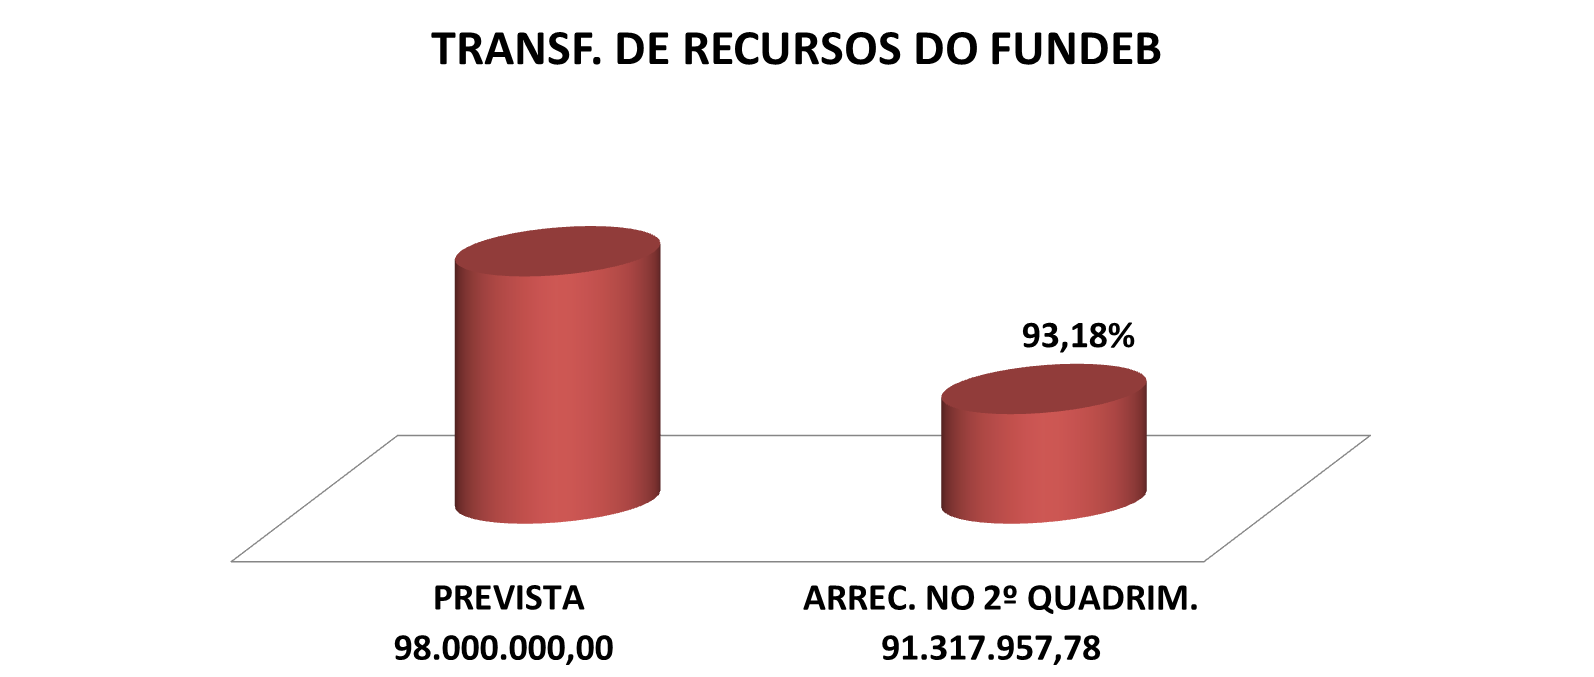 TRANSF. DE RECURSOS DO FUNDEB
93,18%
PREVISTA
ARREC. NO 2º QUADRIM.
98.000.000,00
91.317.957,78